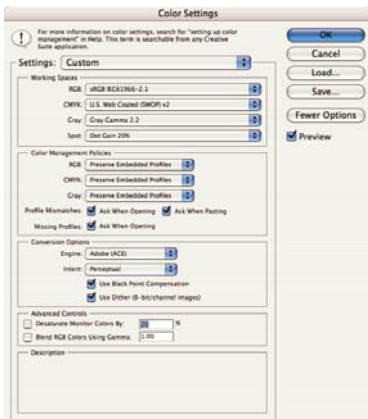 Color Settings
For more information on color settings, search for "setting up color
management" in Help. This term is searchable from any Creative
Suite application.
OK
Cancel
Load...
Save...
Fewer Options
Preview
Settings: Custom
Working Spaces
RGB: sRGB IEC61966-2.1
CMYK: U.S. Web Coated (SWOP) v2
Gray: Gray Gamma 2.2
Spot: Dot Gain 20%
Color Management Policies
RGB: Preserve Embedded Profiles
CMYK: Preserve Embedded Profiles
Gray: Preserve Embedded Profiles
Profile Mismatches: Ask When Opening Ask When Pasting
Missing Profiles: Ask When Opening
Conversion Options
Engine: Adobe (ACE)
Intent: Perceptual
Use Black Point Compensation
Use Dither (8-bit/channel images)
Advanced Controls
Desaturate Monitor Colors By: 20 %
Blend RGB Colors Using Gamma: 1.00
Description